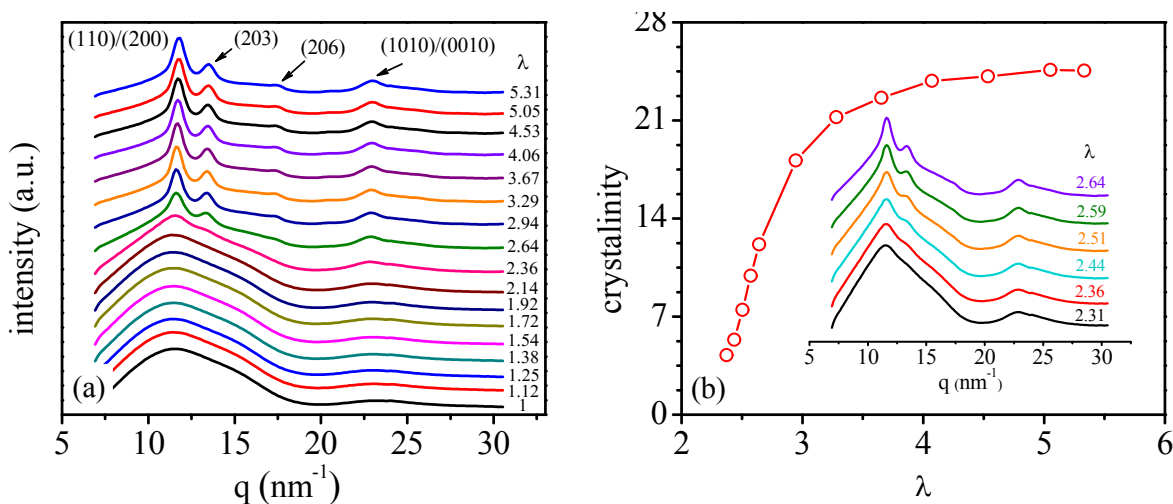 (110)/(200)
(203)
(206)
(1010)/(0010)
λ
5.31
5.05
4.53
4.06
3.67
3.29
2.94
2.64
2.36
2.14
1.92
1.72
1.54
1.38
1.25
1.12
1
intensity (a.u.)
(a)
5 10 15 20 25 30
q (nm⁻¹)
28
21
14
7
0
crystalinity
λ
2.64
2.59
2.51
2.44
2.36
2.31
5 10 15 20 25 30
q (nm⁻¹)
(b)
2 3 4 5 6
λ